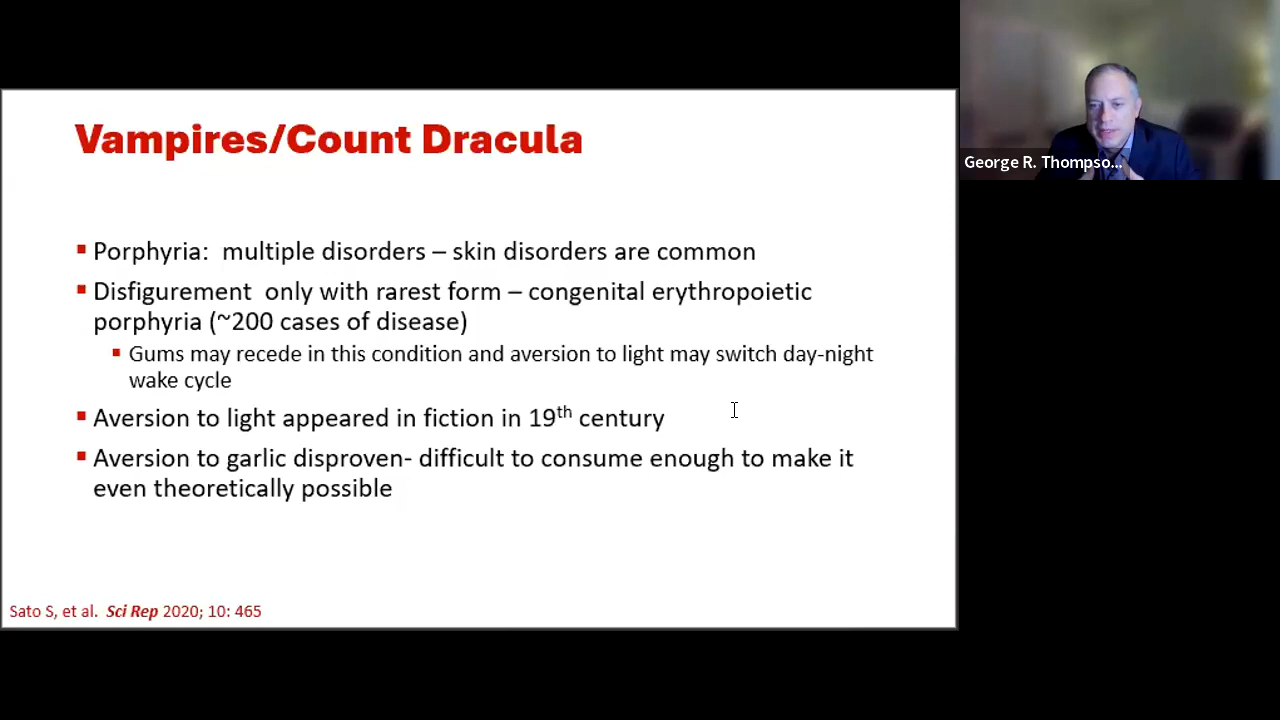 Vampires/Count Dracula
▪ Porphyria: multiple disorders – skin disorders are common
▪ Disfigurement only with rarest form – congenital erythropoietic
porphyria (~200 cases of disease)
▪ Gums may recede in this condition and aversion to light may switch day-night
wake cycle
▪ Aversion to light appeared in fiction in 19th century
▪ Aversion to garlic disproven- difficult to consume enough to make it
even theoretically possible
Sato S, et al. Sci Rep 2020; 10: 465
George R. Thompso...